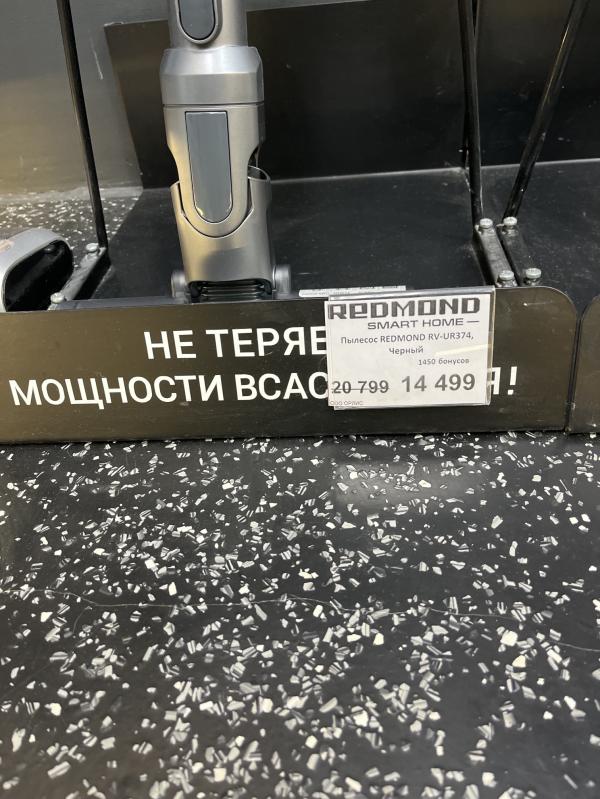 НЕ ТЕРЯЕ
МОЩНОСТИ ВСАС
Я!
REDMOND
SMART HOME
Пылесос REDMOND RV-UR374,
Черный
1450 бонусов
20 799 14 499